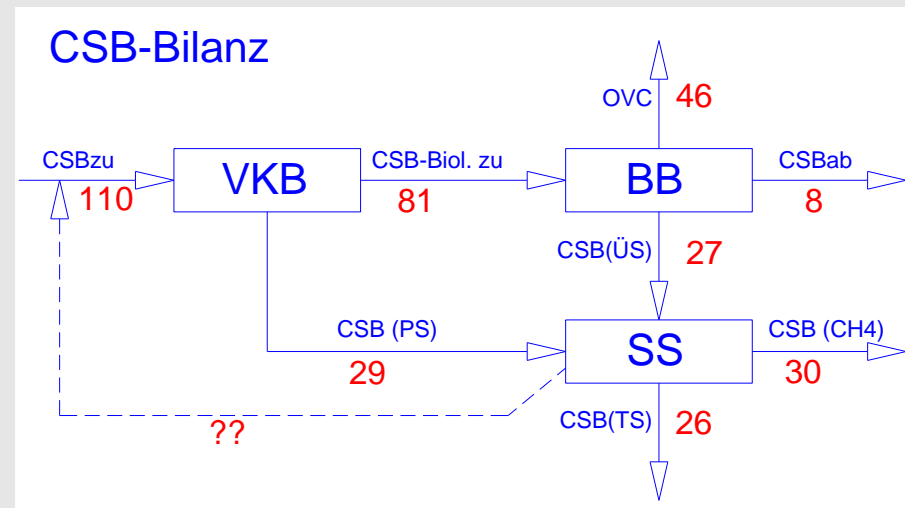 CSB-Bilanz
OVC 46
CSBzu
110
VKB
CSB-Biol. zu
81
BB
CSBab
8
CSB(ÜS) 27
CSB (PS)
29
SS
CSB (CH4)
30
??
CSB(TS) 26